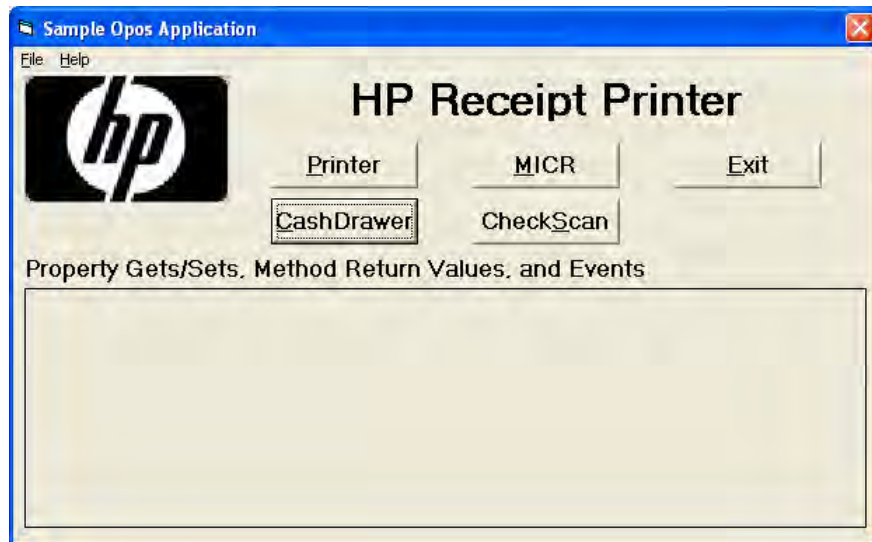 Sample Opos Application
File Help
hp
HP Receipt Printer
Printer MICR Exit
CashDrawer CheckScan
Property Gets/Sets, Method Return Values, and Events